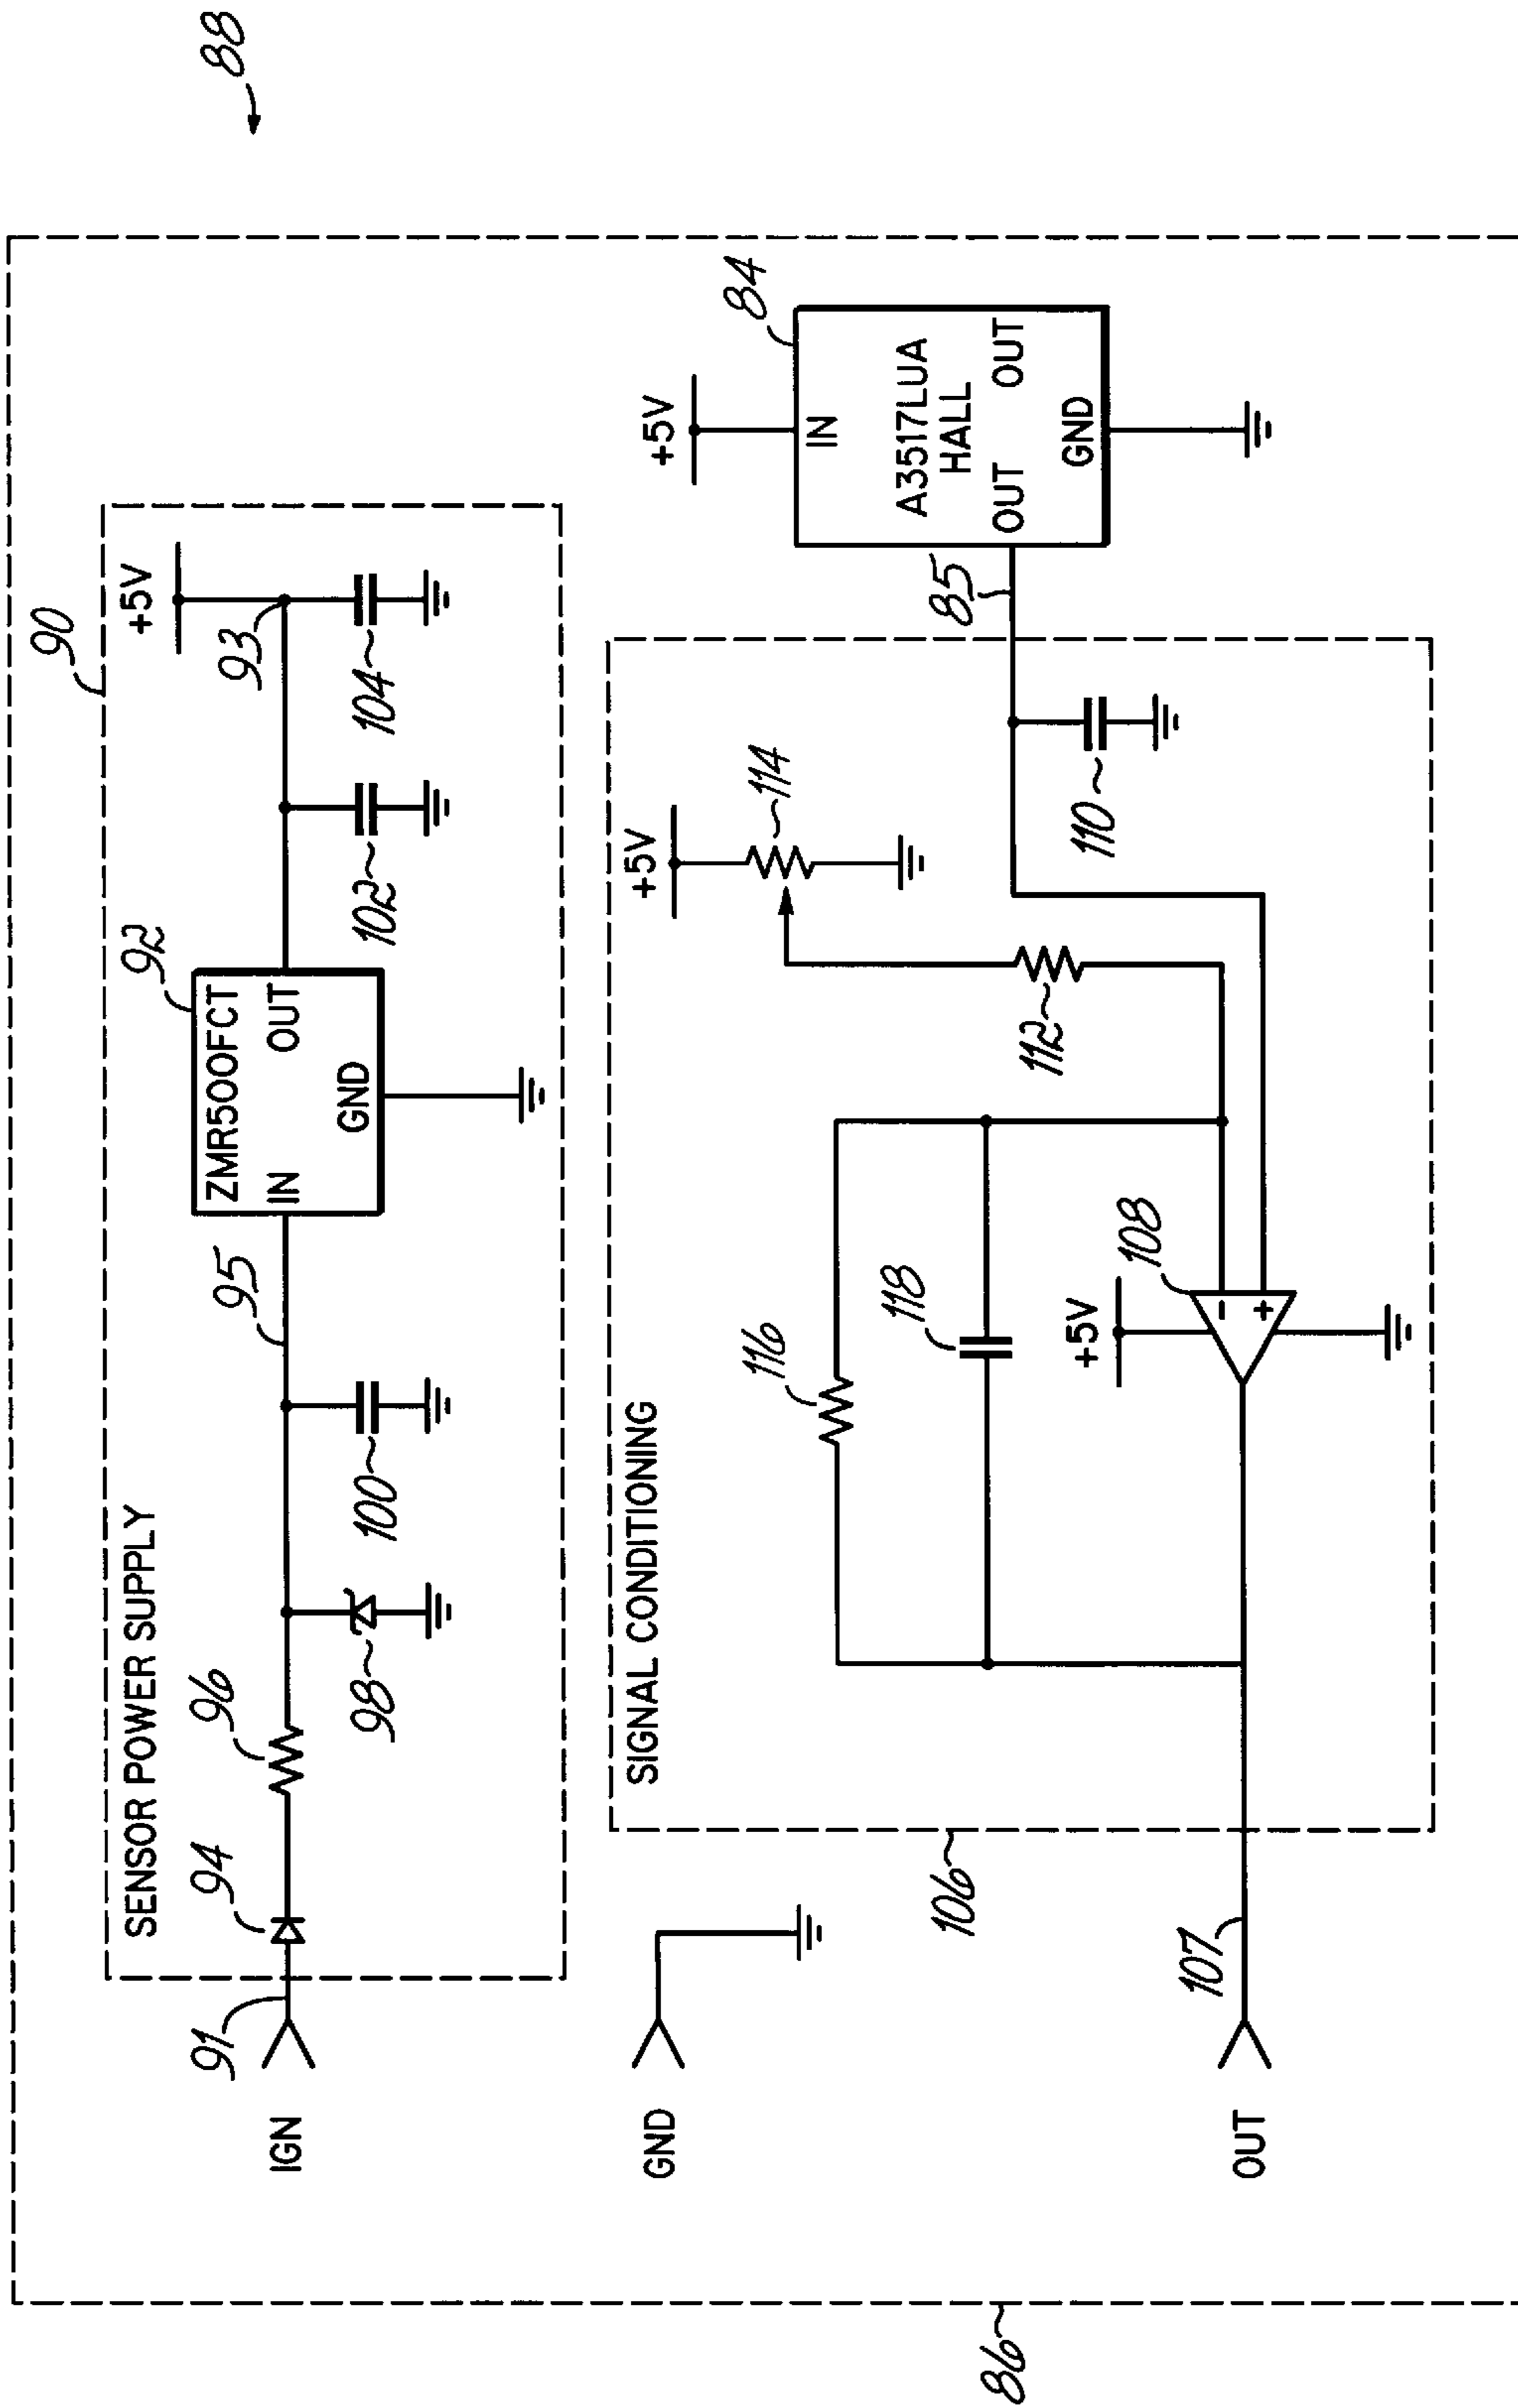 88
90
SENSOR POWER SUPPLY
IGN
91
94
96
98
100
95
92
ZMR500FCT
IN
OUT
GND
102
93
104
+5V
86
GND
SIGNAL CONDITIONING
106
116
118
+5V
108
-
+
112
+5V
114
110
85
+5V
84
IN
A3517LUA
HALL
OUT OUT
GND
107
OUT